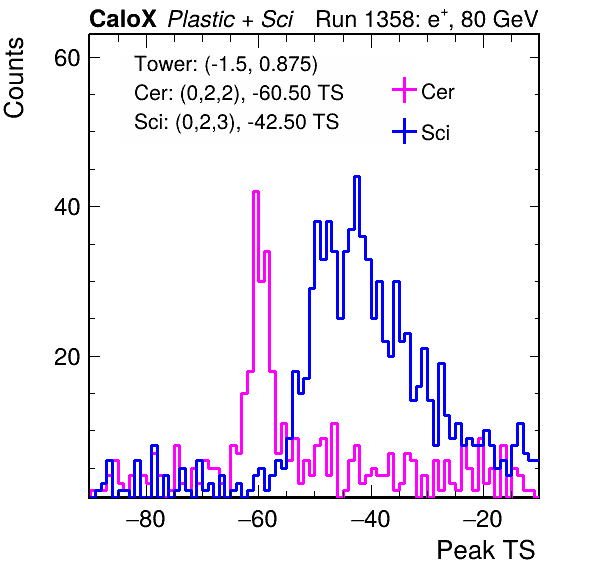 CaloX Plastic + Sci Run 1358: e⁺, 80 GeV
Counts
60
40
20
Tower: (-1.5, 0.875)
Cer: (0,2,2), -60.50 TS
Sci: (0,2,3), -42.50 TS
Cer
Sci
−80 −60 −40 −20
Peak TS